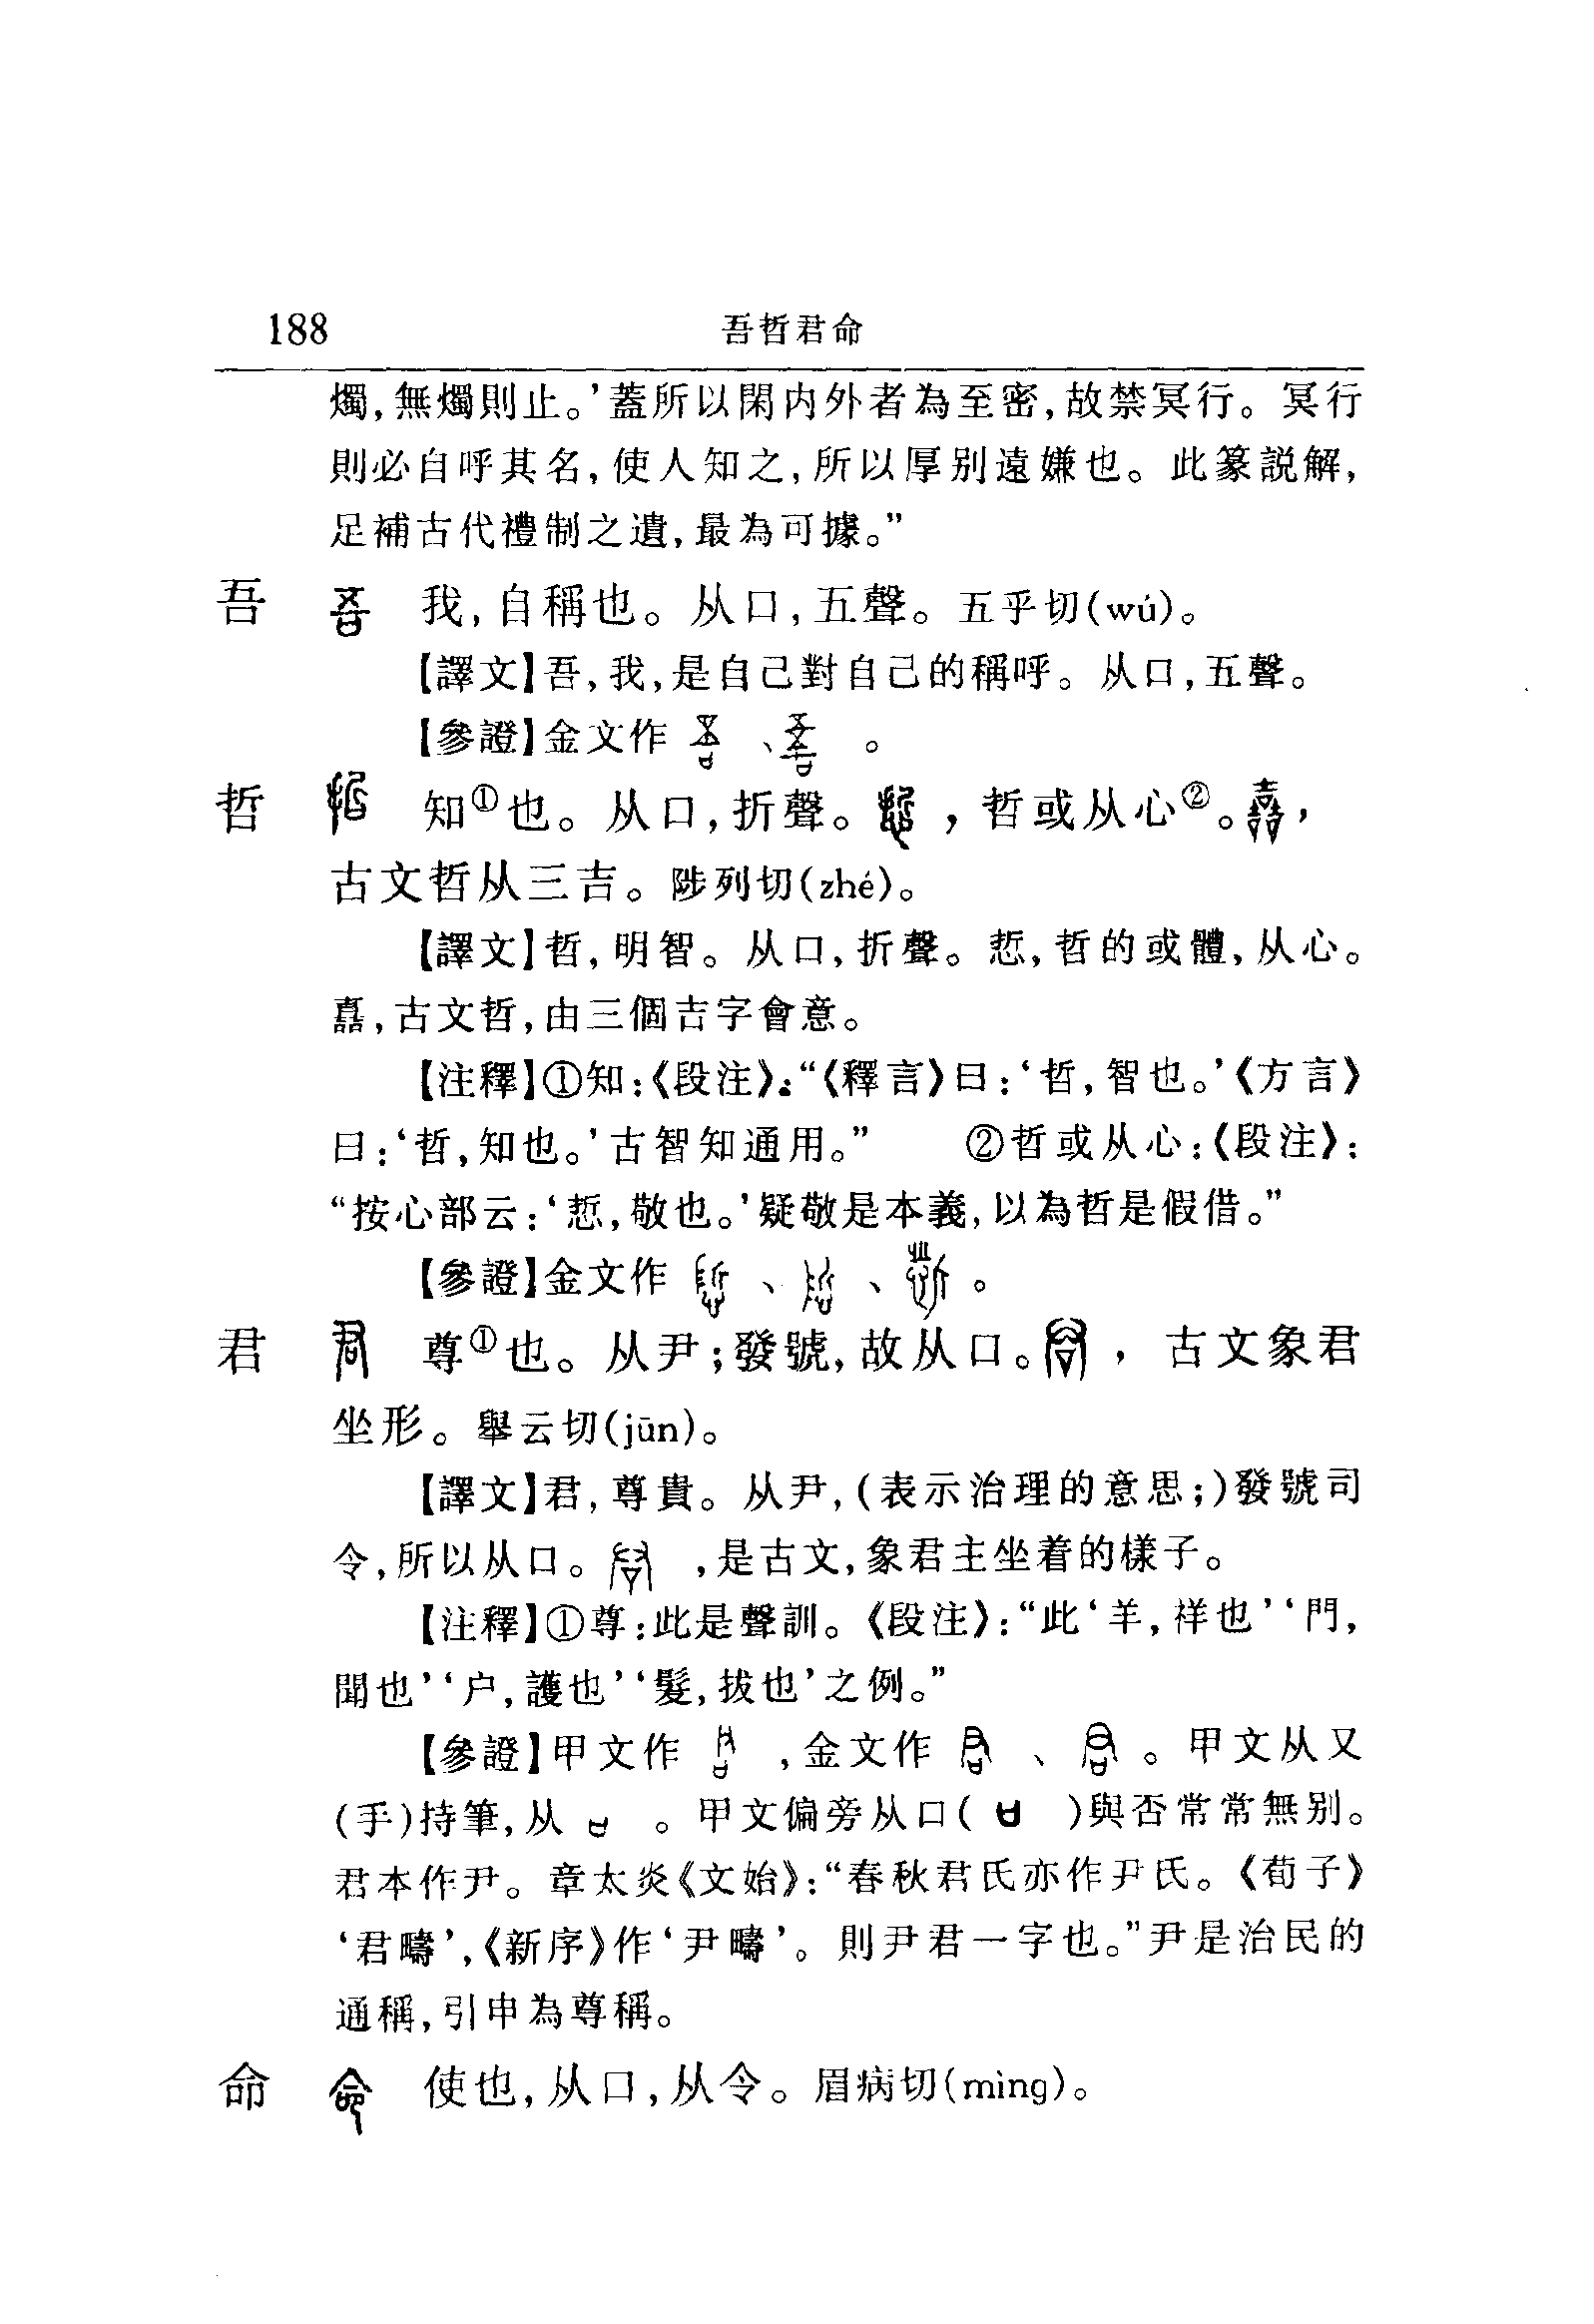 188 吾哲君命
燭,無燭則止。’蓋所以閑内外者為至密,故禁冥行。冥行
則必自呼其名,使人知之,所以厚别遠嫌也。此篆説解,
足補古代禮制之遺,最為可據。”
吾 我,自稱也。从口,五聲。五乎切(wú)。
【譯文】吾,我,是自己對自己的稱呼。从口,五聲。
【參證】金文作 、 。
哲 知①也。从口,折聲。 ,哲或从心②。 ,
古文哲从三吉。陟列切(zhé)。
【譯文】哲,明智。从口,折聲。悊,哲的或體,从心。
嚞,古文哲,由三個吉字會意。
【注釋】①知:《段注》:“《釋言》曰:‘哲,智也。’《方言》
曰:‘哲,知也。’古智知通用。” ②哲或从心:《段注》:
“按心部云:‘悊,敬也。’疑敬是本義,以為哲是假借。”
【參證】金文作 、 、 。
君 尊①也。从尹;發號,故从口。 ,古文象君
坐形。舉云切(jūn)。
【譯文】君,尊貴。从尹,(表示治理的意思;)發號司
令,所以从口。 ,是古文,象君主坐着的樣子。
【注釋】①尊:此是聲訓。《段注》:“此‘羊,祥也’‘門,
聞也’‘户,護也’‘髮,拔也’之例。”
【參證】甲文作 ,金文作 、 。甲文从又
(手)持筆,从 。甲文偏旁从口( )與否常常無别。
君本作尹。章太炎《文始》:“春秋君氏亦作尹氏。《荀子》
‘君疇’,《新序》作‘尹疇’。則尹君一字也。”尹是治民的
通稱,引申為尊稱。
命 使也,从口,从令。眉病切(mìng)。